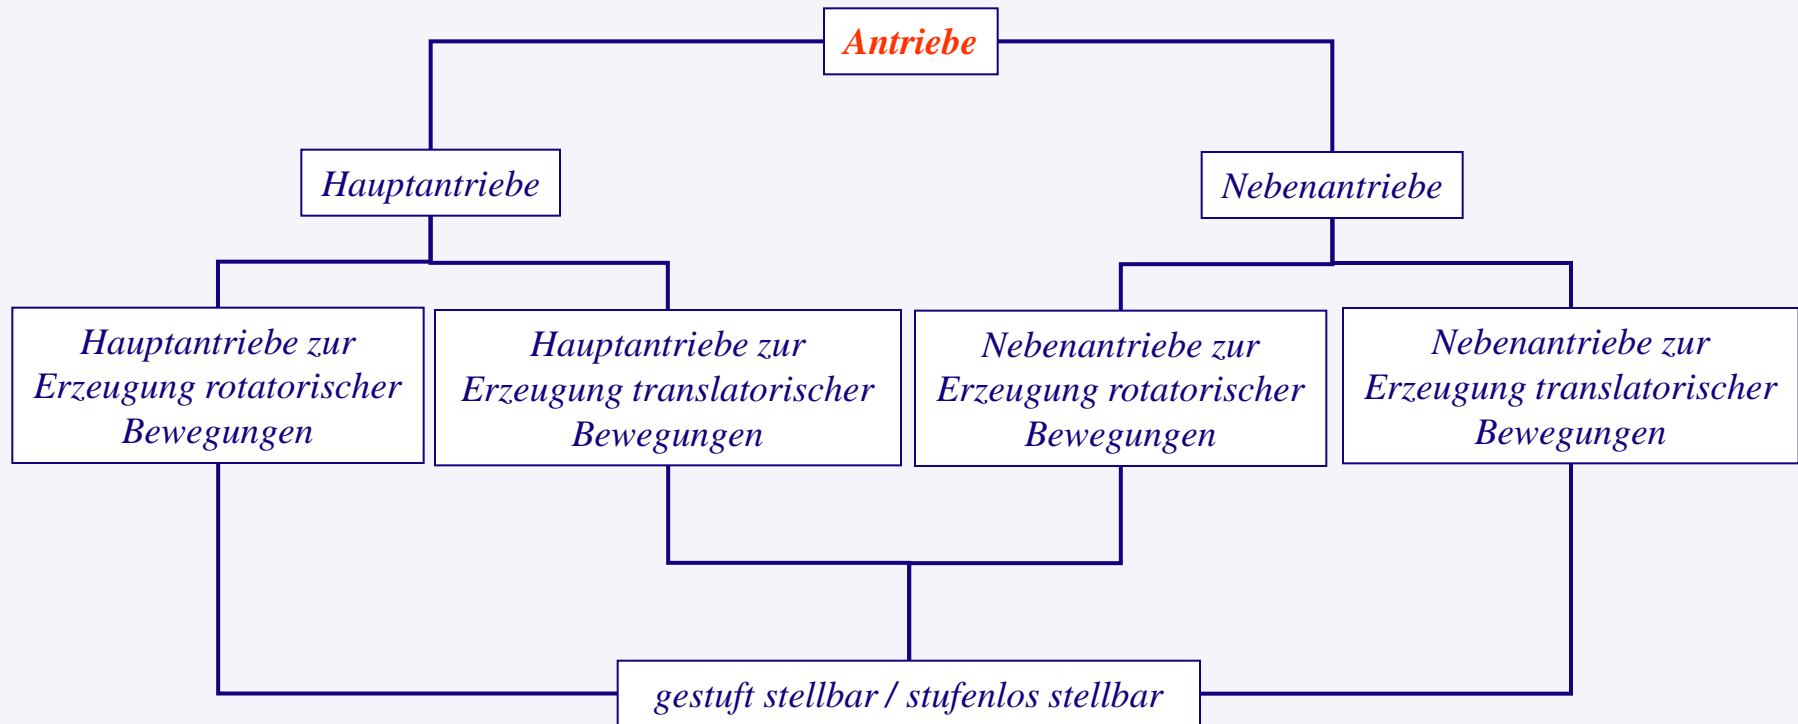 Antriebe
Hauptantriebe
Nebenantriebe
Hauptantriebe zur
Erzeugung rotatorischer
Bewegungen
Hauptantriebe zur
Erzeugung translatorischer
Bewegungen
Nebenantriebe zur
Erzeugung rotatorischer
Bewegungen
Nebenantriebe zur
Erzeugung translatorischer
Bewegungen
gestuft stellbar / stufenlos stellbar